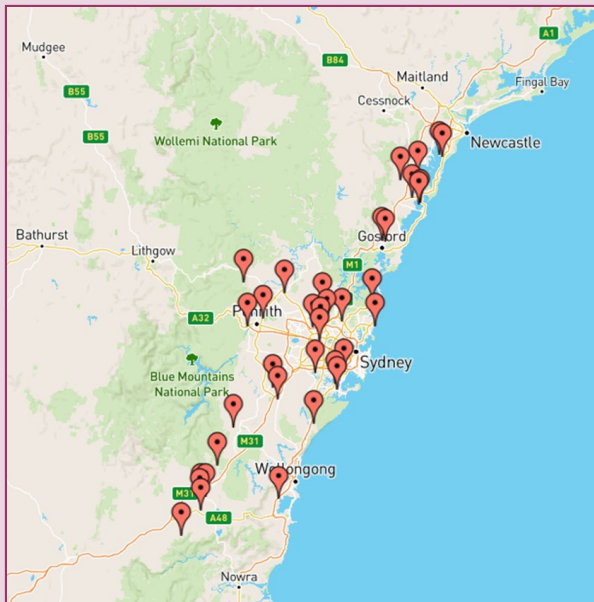 A1
Mudgee
B84
Maitland
B55
Fingal Bay
Cessnock
Wollemi National Park
B55
Newcastle
Bathurst
Gosford
Lithgow
M1
A32
Penrith
Sydney
Blue Mountains
National Park
M31
Wollongong
M31
A48
Nowra